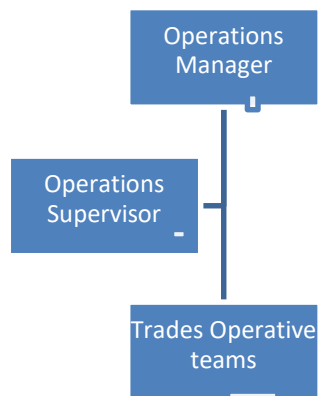 Operations
Manager
Operations
Supervisor
Trades Operative
teams